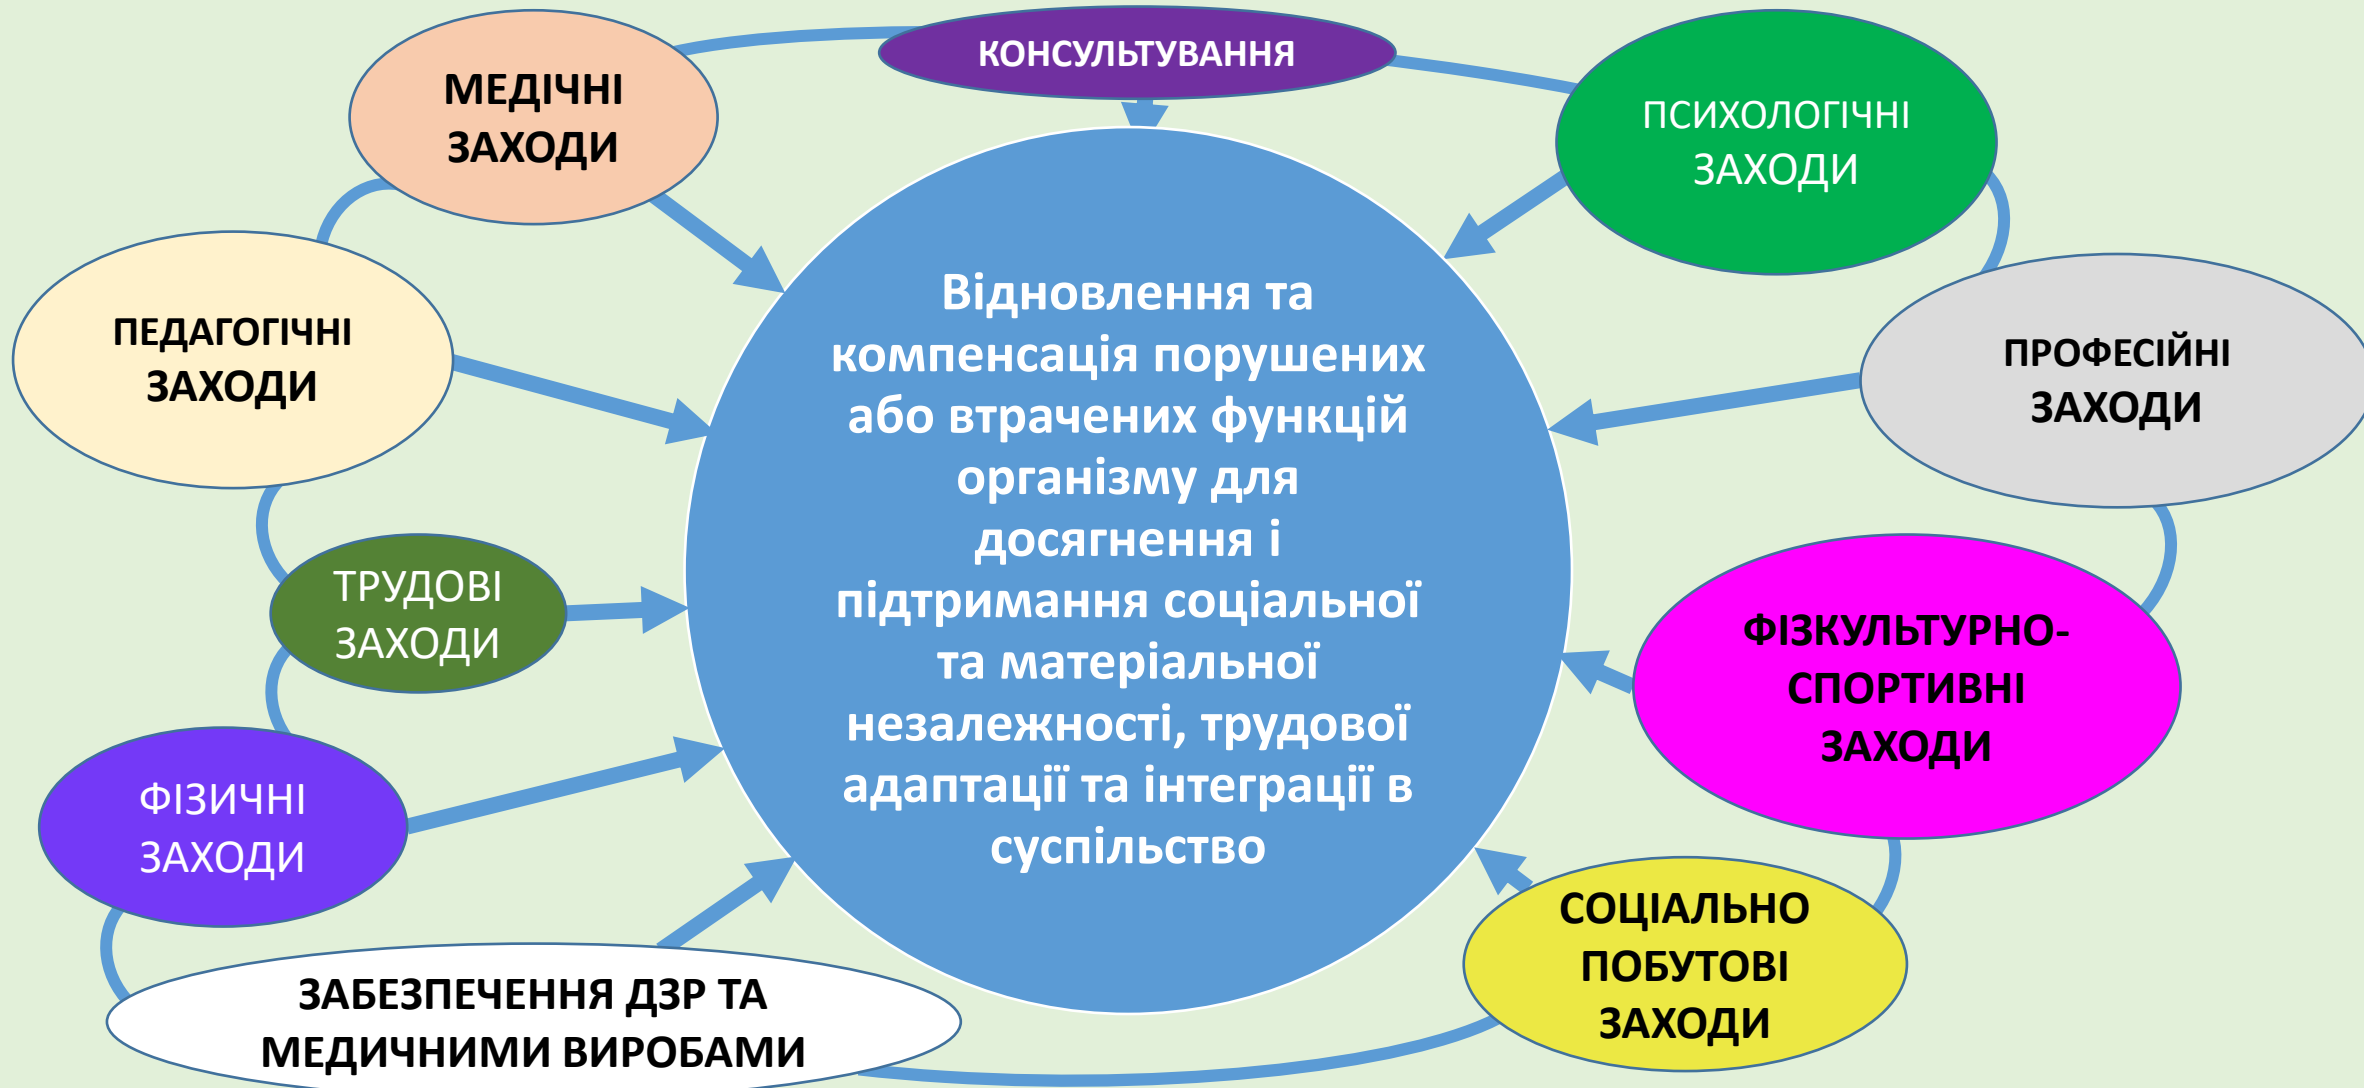 КОНСУЛЬТУВАННЯ
МЕДІЧНІ
ЗАХОДИ
ПСИХОЛОГІЧНІ
ЗАХОДИ
ПЕДАГОГІЧНІ
ЗАХОДИ
ПРОФЕСІЙНІ
ЗАХОДИ
Відновлення та
компенсація порушених
або втрачених функцій
організму для
досягнення і
підтримання соціальної
та матеріальної
незалежності, трудової
адаптації та інтеграції в
суспільство
ТРУДОВІ
ЗАХОДИ
ФІЗКУЛЬТУРНО-
СПОРТИВНІ
ЗАХОДИ
ФІЗИЧНІ
ЗАХОДИ
СОЦІАЛЬНО
ПОБУТОВІ
ЗАХОДИ
ЗАБЕЗПЕЧЕННЯ ДЗР ТА
МЕДИЧНИМИ ВИРОБАМИ